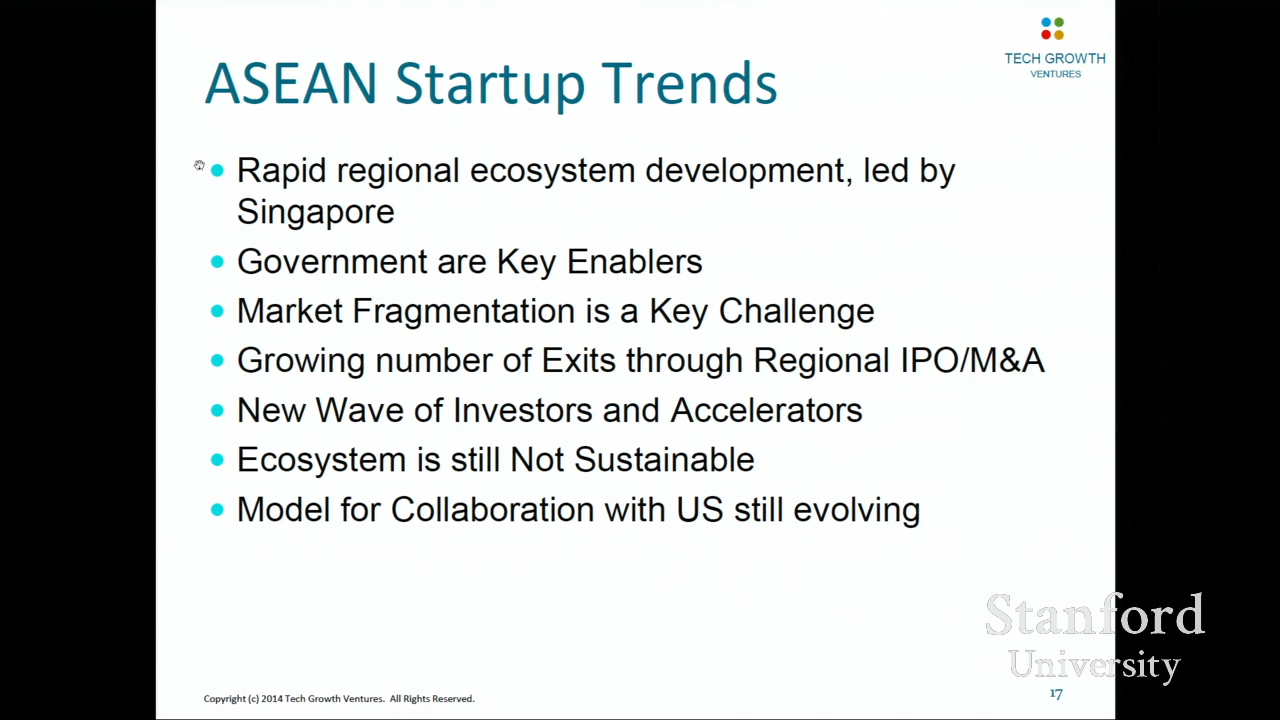 TECH GROWTH
VENTURES
ASEAN Startup Trends
Rapid regional ecosystem development, led by
Singapore
Government are Key Enablers
Market Fragmentation is a Key Challenge
Growing number of Exits through Regional IPO/M&A
New Wave of Investors and Accelerators
Ecosystem is still Not Sustainable
Model for Collaboration with US still evolving
Stanford
University
Copyright (c) 2014 Tech Growth Ventures. All Rights Reserved.
17